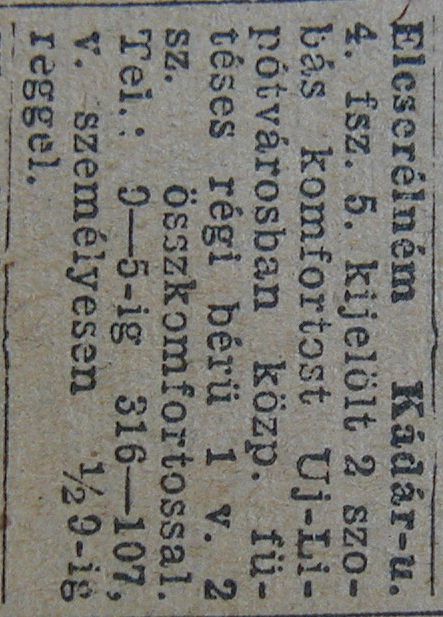 Elcserélném Kádár-u.
4. fsz. 5. kijelölt 2 szo-
bás komfortost Uj-Li-
pótvárosban közp. fü-
téses régi bérü 1 v. 2
sz. összkomfortossal.
Tel.: 9—5-ig 316—107,
v. személyesen ½9-ig
reggel.